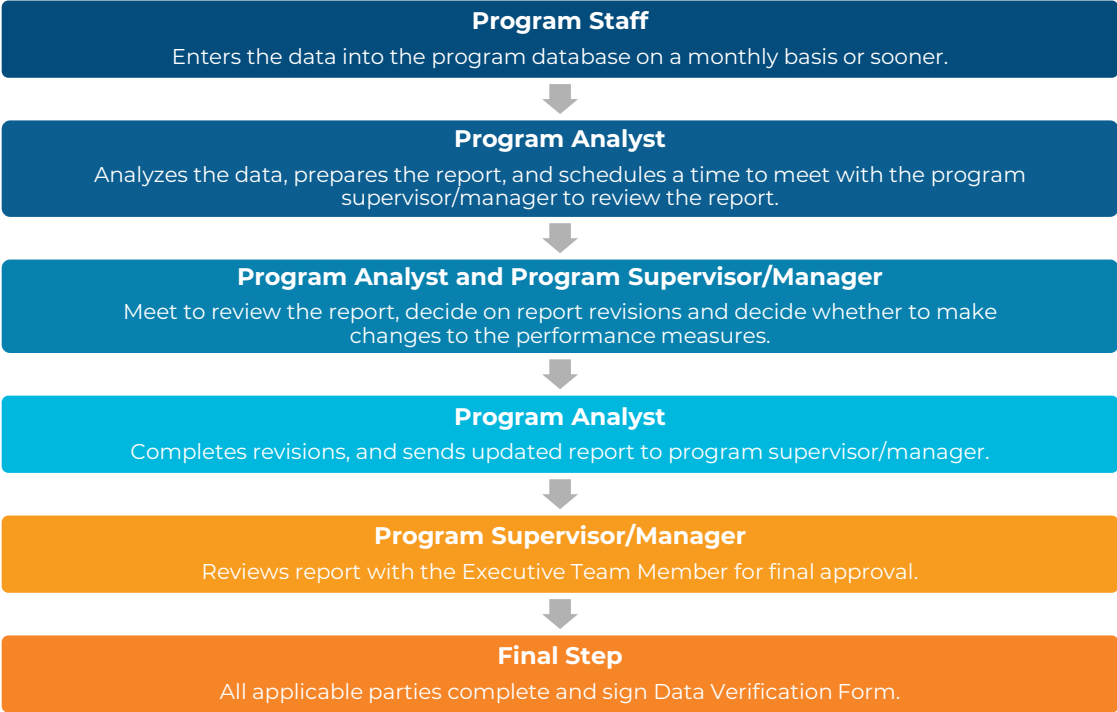 Program Staff
Enters the data into the program database on a monthly basis or sooner.
Program Analyst
Analyzes the data, prepares the report, and schedules a time to meet with the program
supervisor/manager to review the report.
Program Analyst and Program Supervisor/Manager
Meet to review the report, decide on report revisions and decide whether to make
changes to the performance measures.
Program Analyst
Completes revisions, and sends updated report to program supervisor/manager.
Program Supervisor/Manager
Reviews report with the Executive Team Member for final approval.
Final Step
All applicable parties complete and sign Data Verification Form.